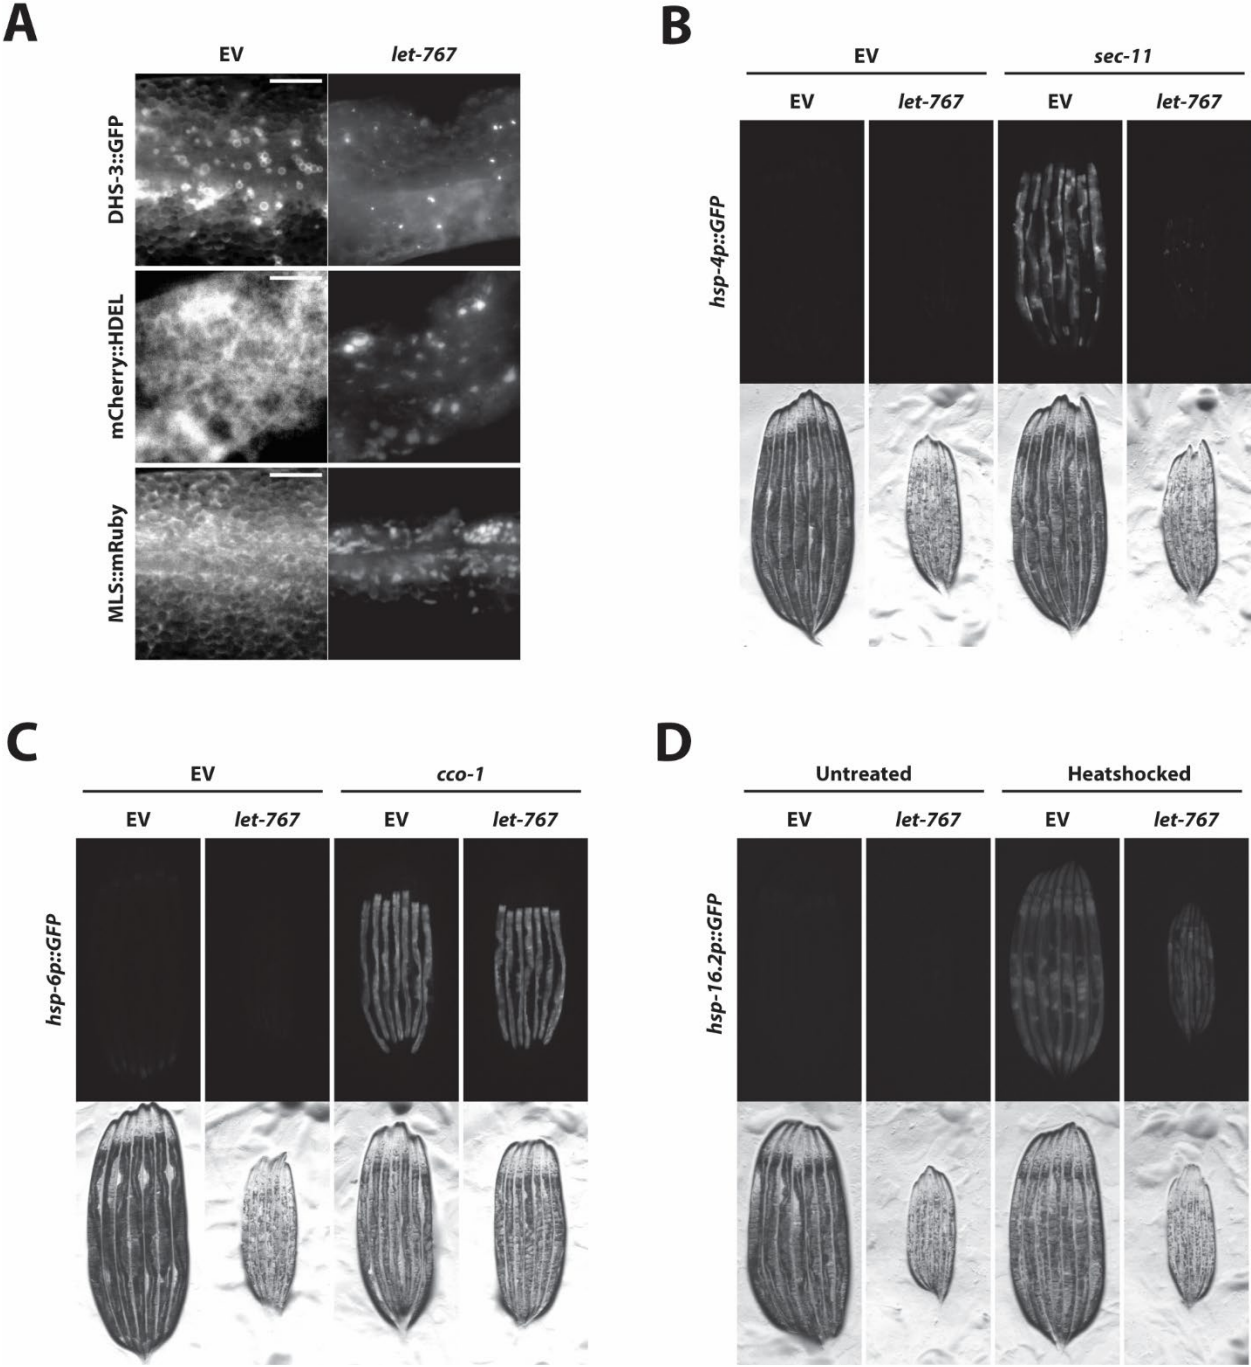 A
EV let-767
DHS-3::GFP
mCherry::HDEL
MLS::mRuby
B
EV sec-11
EV let-767 EV let-767
hsp-4p::GFP
C
EV cco-1
EV let-767 EV let-767
hsp-6p::GFP
D
Untreated Heatshocked
EV let-767 EV let-767
hsp-16.2p::GFP